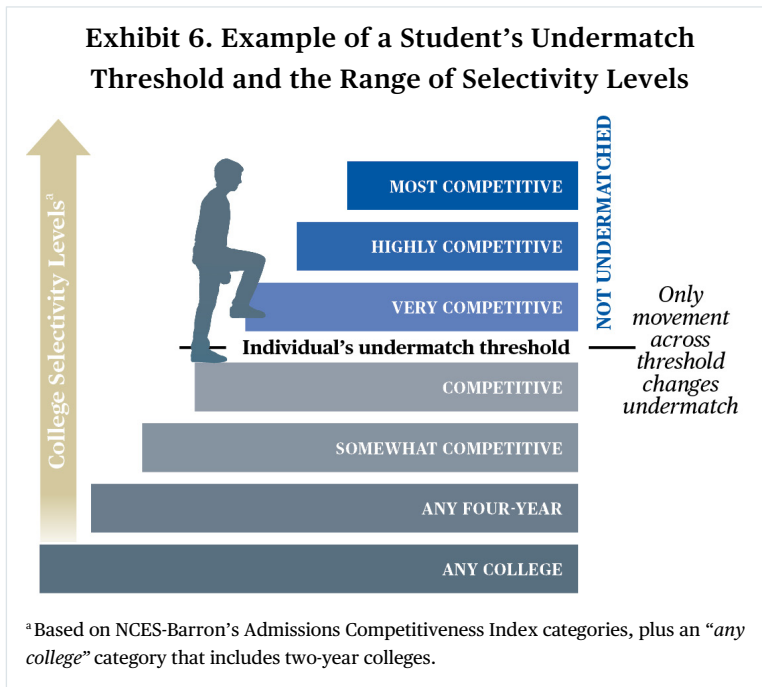 Exhibit 6. Example of a Student’s Undermatch
Threshold and the Range of Selectivity Levels
College Selectivity Levelsᵃ
MOST COMPETITIVE
HIGHLY COMPETITIVE
VERY COMPETITIVE
NOT UNDERMATCHED
Individual’s undermatch threshold
Only
movement
across
threshold
changes
undermatch
COMPETITIVE
SOMEWHAT COMPETITIVE
ANY FOUR-YEAR
ANY COLLEGE
ᵃ Based on NCES-Barron’s Admissions Competitiveness Index categories, plus an “any
college” category that includes two-year colleges.